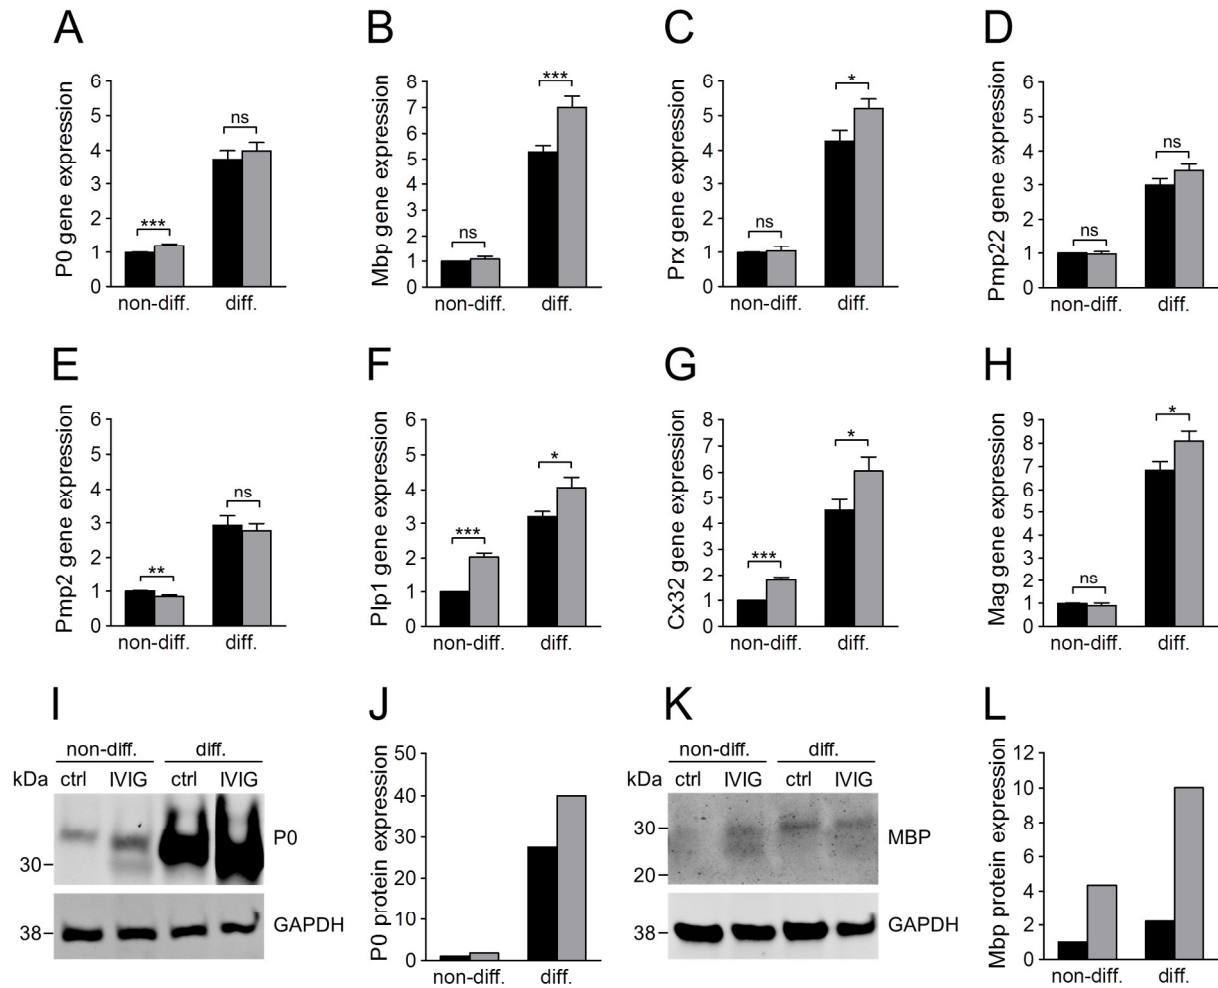 A
P0 gene expression
6
5
4
3
2
1
0
***
ns
non-diff.
diff.
B
Mbp gene expression
8
7
6
5
4
3
2
1
0
ns
***
non-diff.
diff.
C
Prx gene expression
6
5
4
3
2
1
0
ns
*
non-diff.
diff.
D
Pmp22 gene expression
6
5
4
3
2
1
0
ns
ns
non-diff.
diff.
E
Pmp2 gene expression
6
5
4
3
2
1
0
**
ns
non-diff.
diff.
F
Plp1 gene expression
6
5
4
3
2
1
0
***
*
non-diff.
diff.
G
Cx32 gene expression
8
7
6
5
4
3
2
1
0
***
*
non-diff.
diff.
H
Mag gene expression
9
8
7
6
5
4
3
2
1
0
ns
*
non-diff.
diff.
I
non-diff. diff.
kDa ctrl IVIG ctrl IVIG
P0
30
38
GAPDH
J
P0 protein expression
50
40
30
20
10
0
non-diff.
diff.
K
non-diff. diff.
kDa ctrl IVIG ctrl IVIG
30
MBP
20
38
GAPDH
L
Mbp protein expression
12
10
8
6
4
2
0
non-diff.
diff.